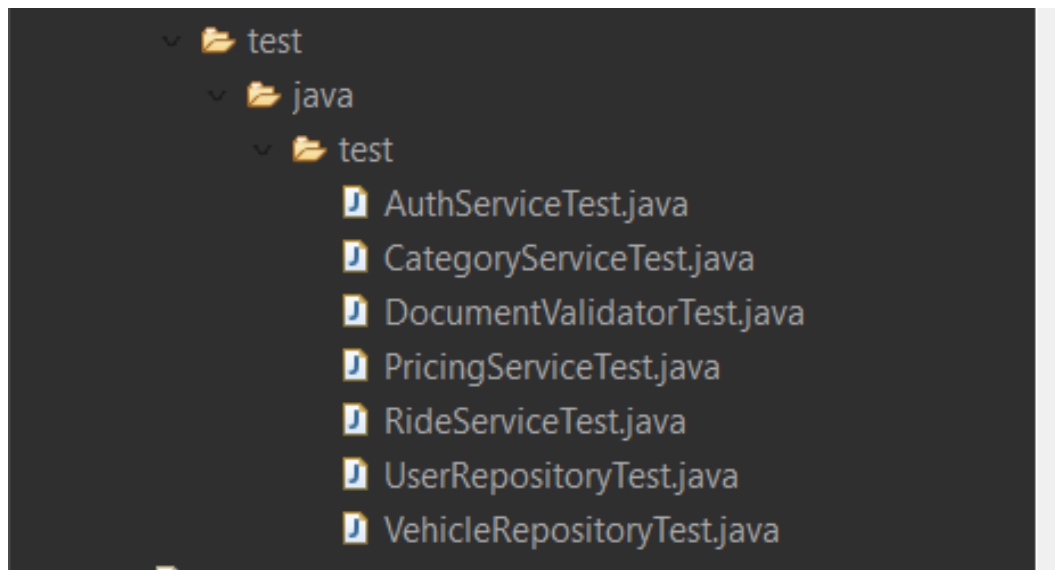 test
java
test
AuthServiceTest.java
CategoryServiceTest.java
DocumentValidatorTest.java
PricingServiceTest.java
RideServiceTest.java
UserRepositoryTest.java
VehicleRepositoryTest.java